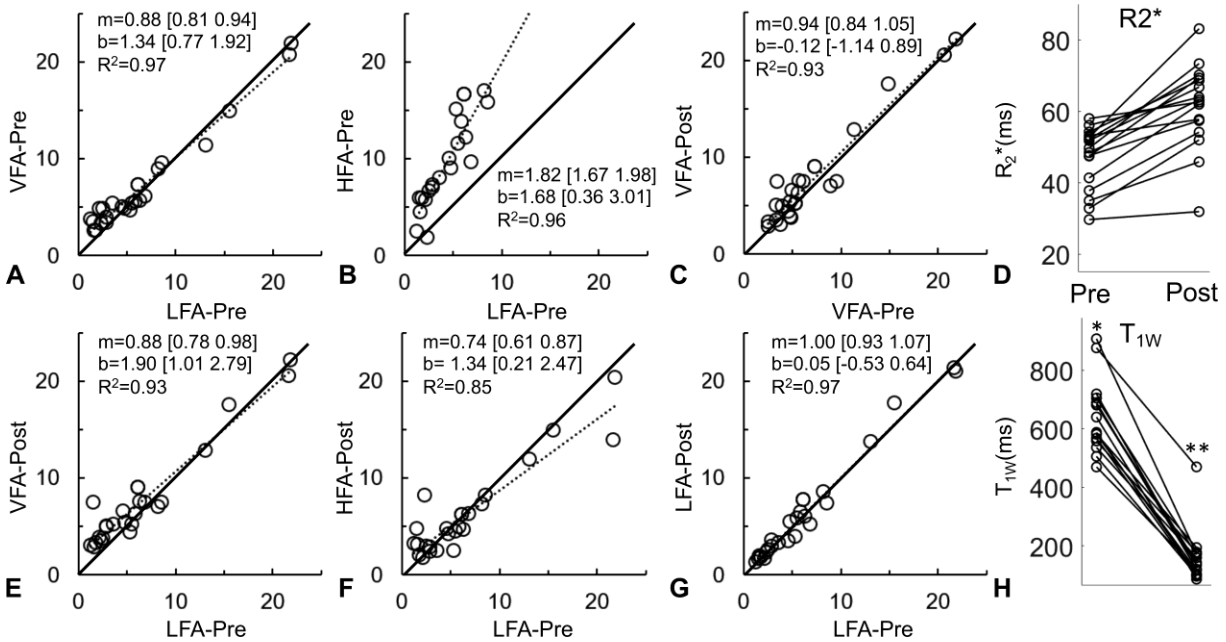 m=0.88 [0.81 0.94]
b=1.34 [0.77 1.92]
R²=0.97
20
10
0
0 10 20
VFA-Pre
LFA-Pre
A
20
10
0
0 10 20
HFA-Pre
m=1.82 [1.67 1.98]
b=1.68 [0.36 3.01]
R²=0.96
LFA-Pre
B
m=0.94 [0.84 1.05]
b=-0.12 [-1.14 0.89]
R²=0.93
20
10
0
0 10 20
VFA-Post
VFA-Pre
C
R2*
80
60
40
20
R₂*(ms)
Pre Post
D
m=0.88 [0.78 0.98]
b=1.90 [1.01 2.79]
R²=0.93
20
10
0
0 10 20
VFA-Post
LFA-Pre
E
m=0.74 [0.61 0.87]
b= 1.34 [0.21 2.47]
R²=0.85
20
10
0
0 10 20
HFA-Post
LFA-Pre
F
m=1.00 [0.93 1.07]
b=0.05 [-0.53 0.64]
R²=0.97
20
10
0
0 10 20
LFA-Post
LFA-Pre
G
* T₁W
**
800
600
400
200
T₁W(ms)
H